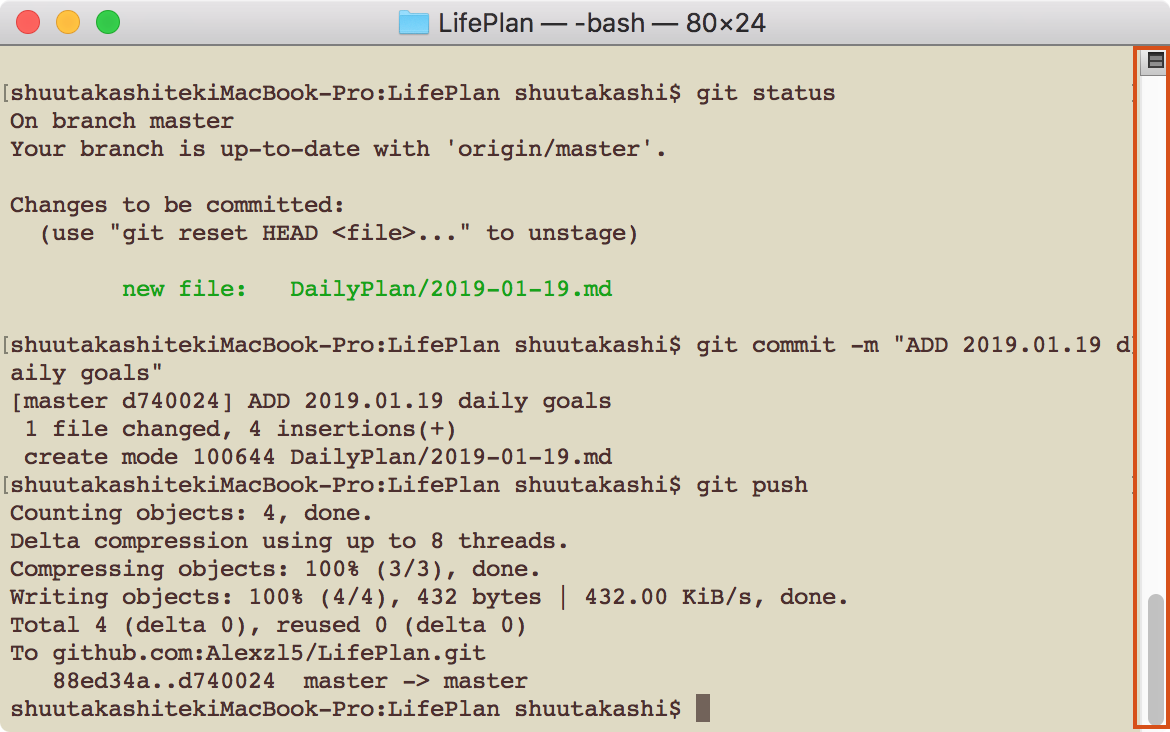 LifePlan — -bash — 80×24
[shuutakashitekiMacBook-Pro:LifePlan shuutakashi$ git status
On branch master
Your branch is up-to-date with 'origin/master'.
Changes to be committed:
(use "git reset HEAD <file>..." to unstage)
new file: DailyPlan/2019-01-19.md
[shuutakashitekiMacBook-Pro:LifePlan shuutakashi$ git commit -m "ADD 2019.01.19 d
aily goals"
[master d740024] ADD 2019.01.19 daily goals
1 file changed, 4 insertions(+)
create mode 100644 DailyPlan/2019-01-19.md
[shuutakashitekiMacBook-Pro:LifePlan shuutakashi$ git push
Counting objects: 4, done.
Delta compression using up to 8 threads.
Compressing objects: 100% (3/3), done.
Writing objects: 100% (4/4), 432 bytes | 432.00 KiB/s, done.
Total 4 (delta 0), reused 0 (delta 0)
To github.com:Alexzl5/LifePlan.git
88ed34a..d740024 master -> master
shuutakashitekiMacBook-Pro:LifePlan shuutakashi$